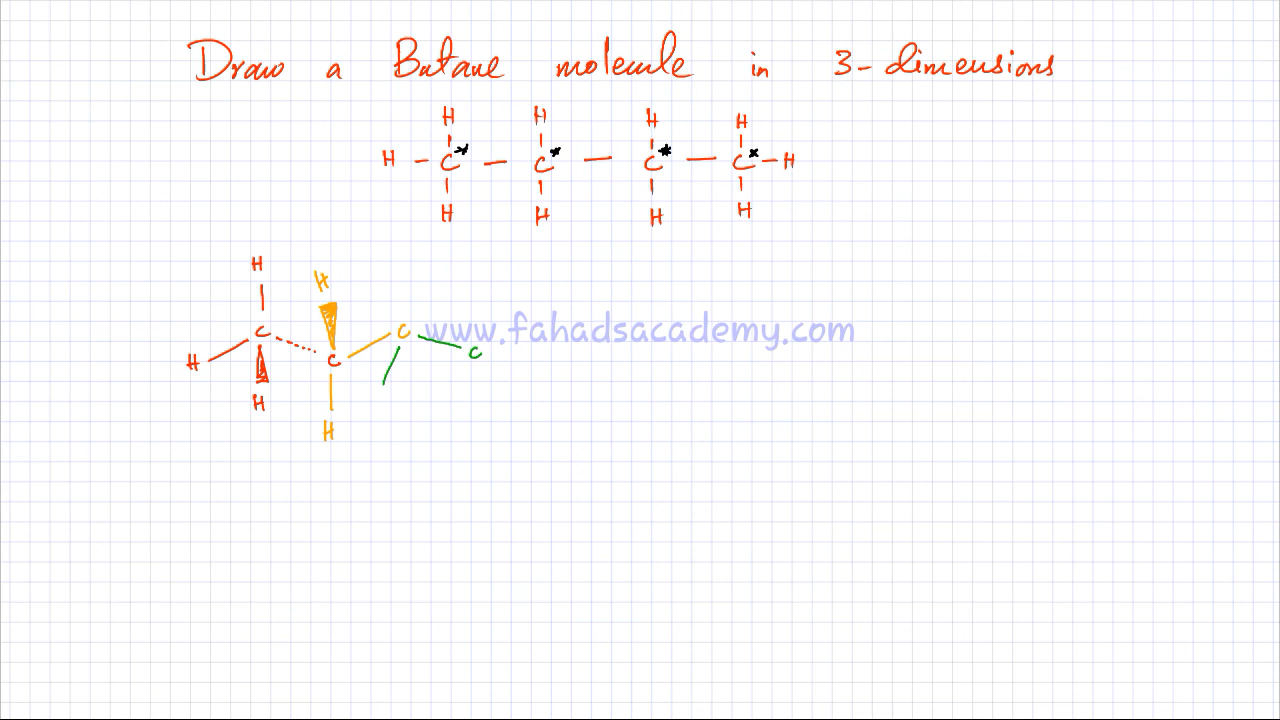 Draw a Butane molecule in 3-dimensions
H H H H
H - C* - C* - C* - C* - H
H H H H
H H
C C www.fahadsacademy.com
H C C
H
H